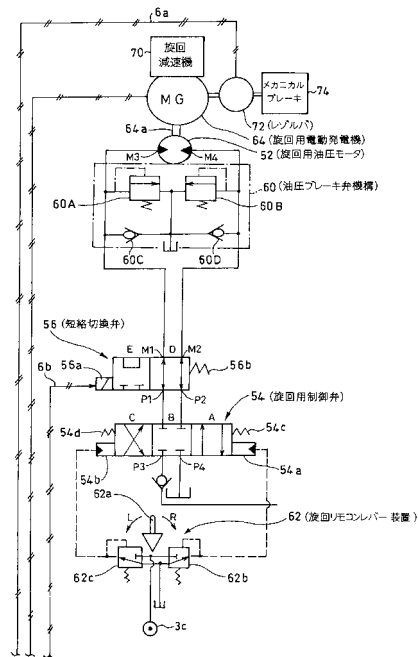 6a
70
旋回
減速機
MG
メカニカル
ブレーキ
74
72(レゾルバ)
64a
64(旋回用電動発電機)
52(旋回用油圧モータ)
M3
M4
60(油圧ブレーキ弁機構)
60A
60B
60C
60D
56(短絡切換弁)
56a
E
M1
D
M2
56b
6b
P1
P2
54(旋回用制御弁)
54d
C
B
A
54c
54b
P3
P4
54a
62a
L
R
62(旋回リモコンレバー装置)
62c
62b
3c